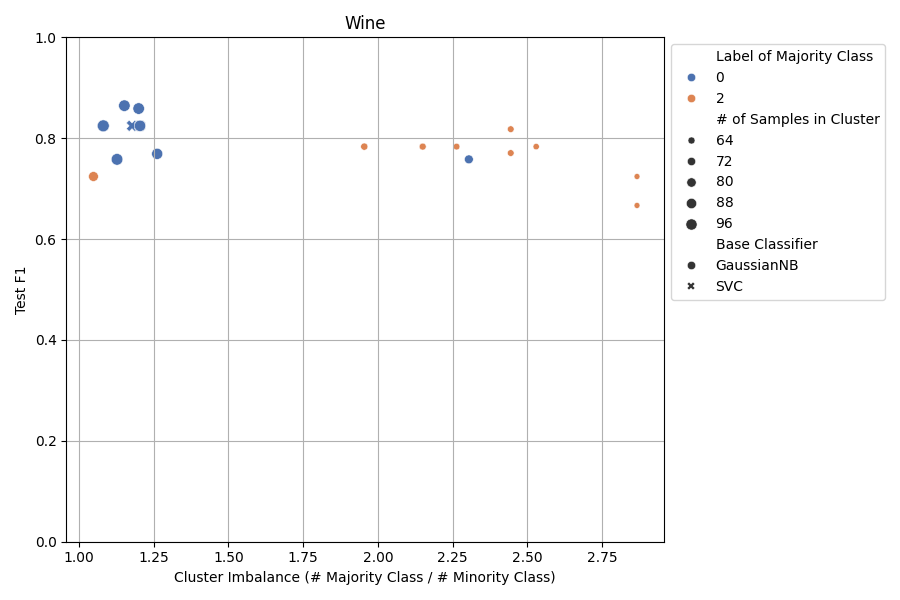 Wine
1.0
0.8
0.6
0.4
0.2
0.0
Test F1
1.00 1.25 1.50 1.75 2.00 2.25 2.50 2.75
Cluster Imbalance (# Majority Class / # Minority Class)
Label of Majority Class
0
2
# of Samples in Cluster
64
72
80
88
96
Base Classifier
GaussianNB
SVC